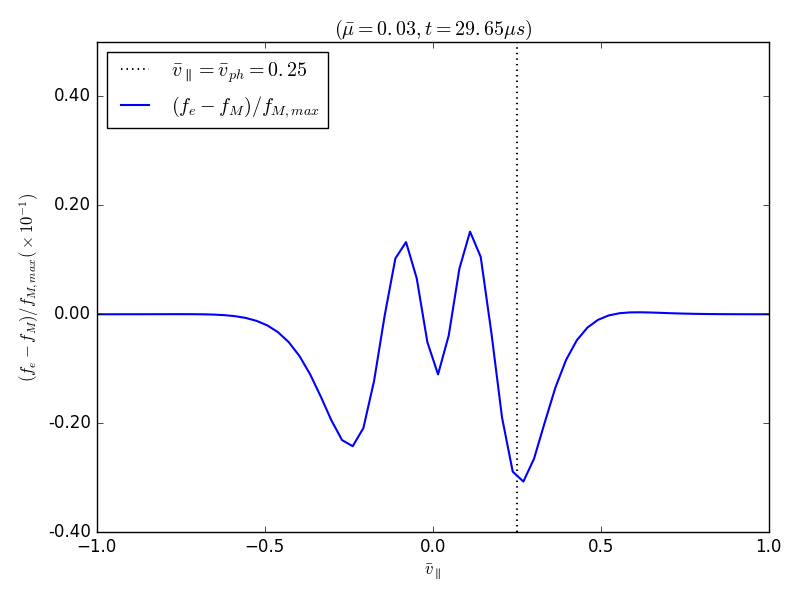 (μ̄ = 0.03, t = 29.65μs)
v̄∥ = v̄ph = 0.25
(fe − fM)/fM,max
(fe − fM)/fM,max(×10⁻¹)
0.40
0.20
0.00
-0.20
-0.40
−1.0 −0.5 0.0 0.5 1.0
v̄∥